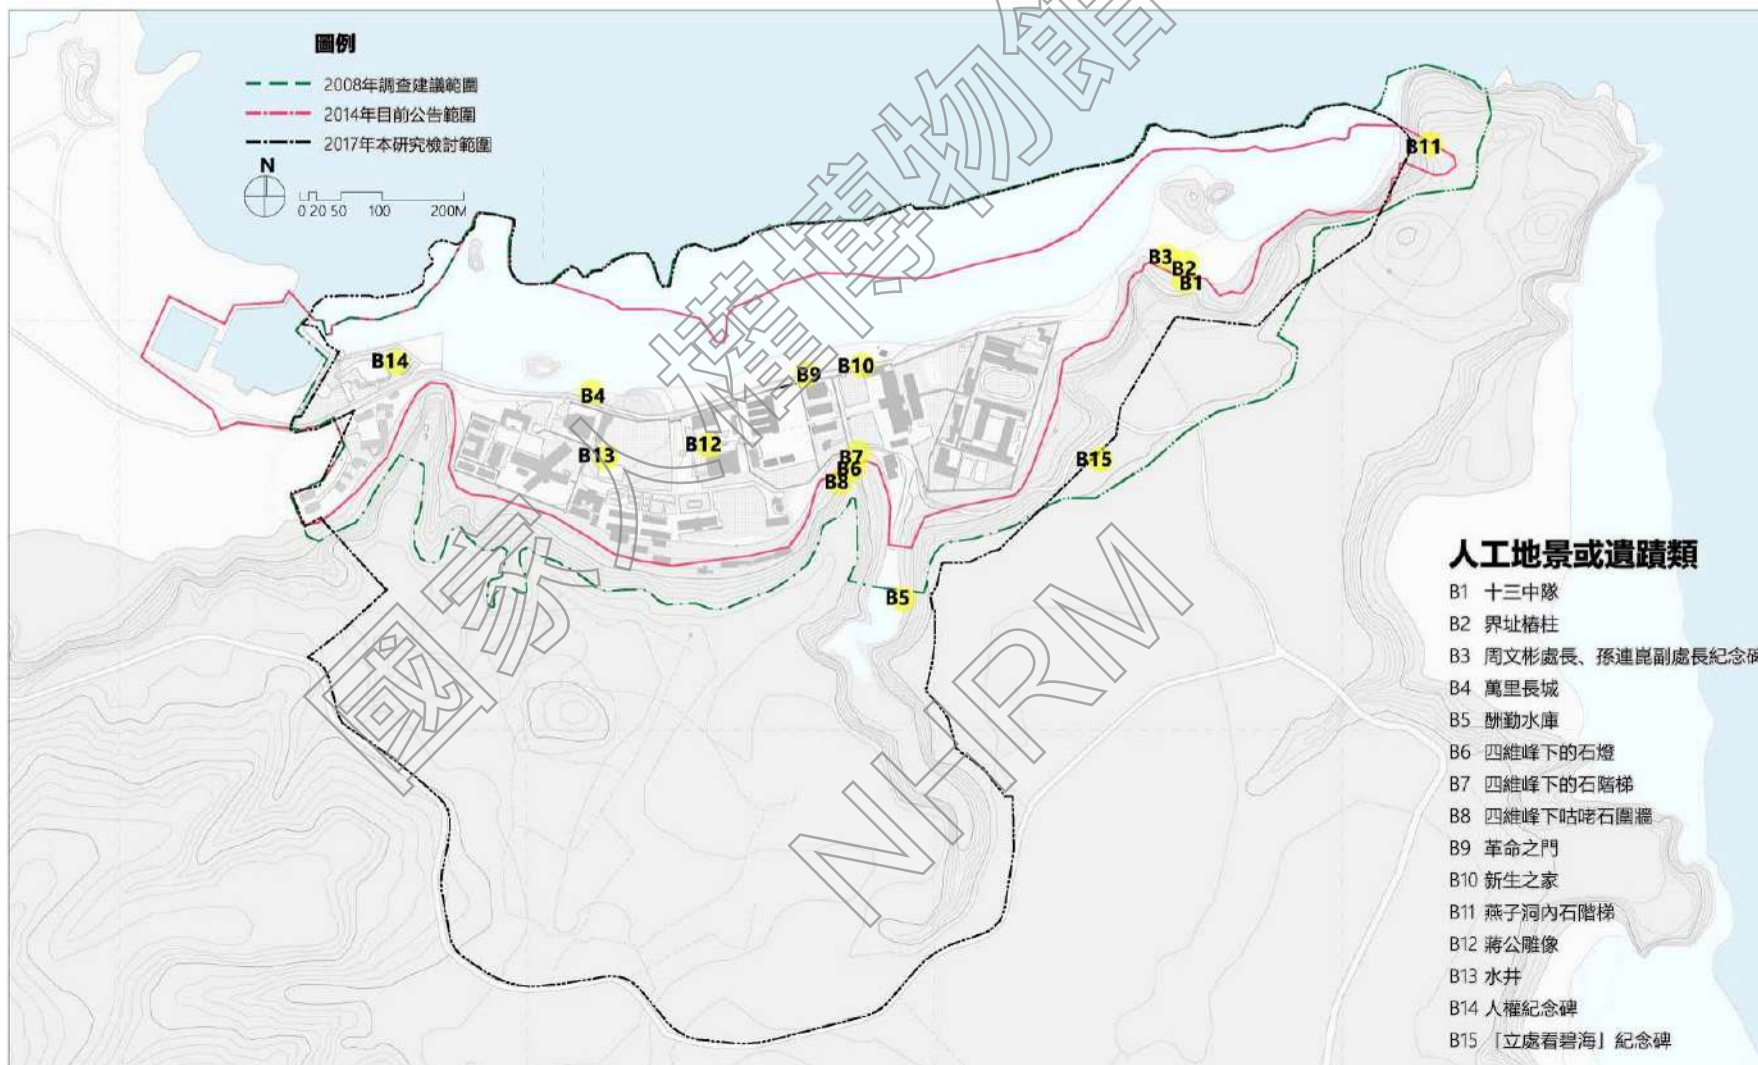 圖例
2008年調查建議範圍
2014年目前公告範圍
2017年本研究檢討範圍
N
0 20 50 100 200M
B11
B3
B2
B1
B14
B4
B9
B10
B12
B13
B7
B6
B8
B15
B5
人工地景或遺蹟類
B1 十三中隊
B2 界址樁柱
B3 周文彬處長、孫連崑副處長紀念碑
B4 萬里長城
B5 酬勤水庫
B6 四維峰下的石燈
B7 四維峰下的石階梯
B8 四維峰下咕咾石圍牆
B9 革命之門
B10 新生之家
B11 燕子洞內石階梯
B12 蔣公雕像
B13 水井
B14 人權紀念碑
B15 「立處看碧海」紀念碑
國家人權博物館
NHRM